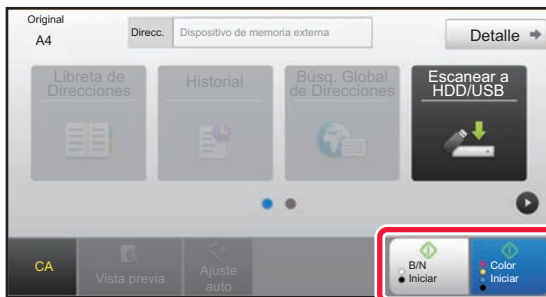 Original
A4
Direcc.
Dispositivo de memoria externa
Detalle
Libreta de
Direcciones
Historial
Búsq. Global
de Direcciones
Escanear a
HDD/USB
CA
Vista previa
Ajuste
auto
B/N
Iniciar
Color
Iniciar